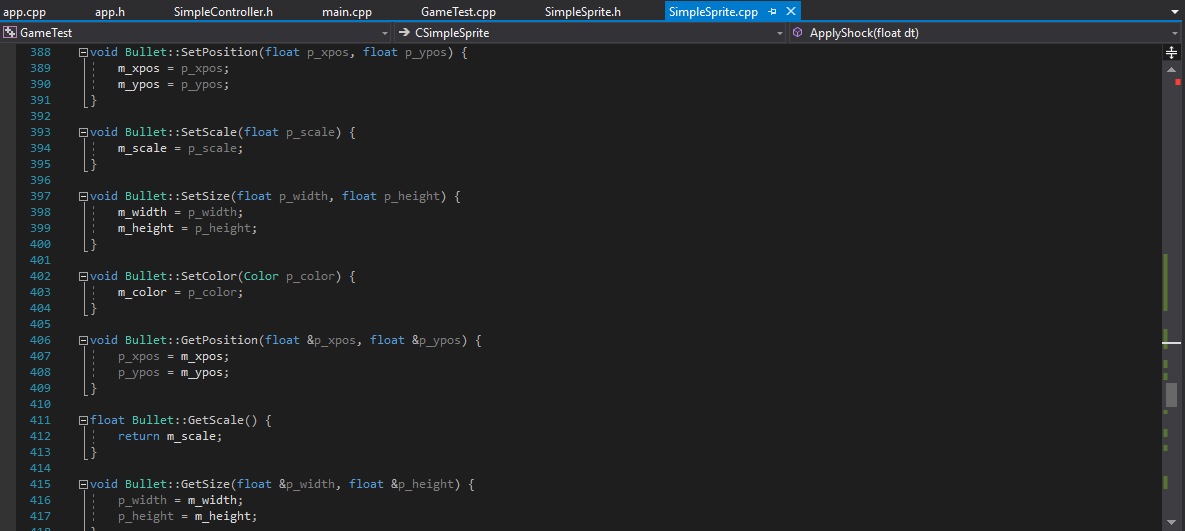 app.cpp app.h SimpleController.h main.cpp GameTest.cpp SimpleSprite.h SimpleSprite.cpp
GameTest CSimpleSprite ApplyShock(float dt)
388 void Bullet::SetPosition(float p_xpos, float p_ypos) {
389 m_xpos = p_xpos;
390 m_ypos = p_ypos;
391 }
392
393 void Bullet::SetScale(float p_scale) {
394 m_scale = p_scale;
395 }
396
397 void Bullet::SetSize(float p_width, float p_height) {
398 m_width = p_width;
399 m_height = p_height;
400 }
401
402 void Bullet::SetColor(Color p_color) {
403 m_color = p_color;
404 }
405
406 void Bullet::GetPosition(float &p_xpos, float &p_ypos) {
407 p_xpos = m_xpos;
408 p_ypos = m_ypos;
409 }
410
411 float Bullet::GetScale() {
412 return m_scale;
413 }
414
415 void Bullet::GetSize(float &p_width, float &p_height) {
416 p_width = m_width;
417 p_height = m_height;
418 }